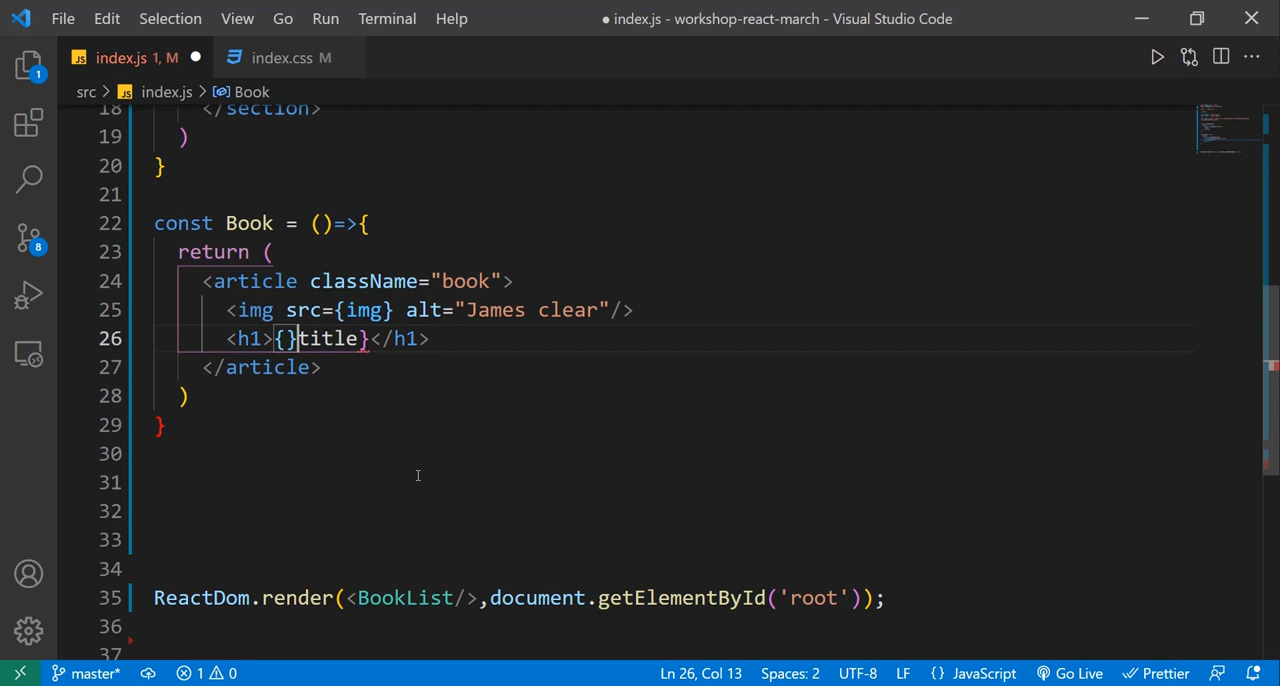 File Edit Selection View Go Run Terminal Help ● index.js - workshop-react-march - Visual Studio Code
JS index.js 1, M ● index.css M
src > JS index.js > Book
18 </section>
19 )
20 }
21
22 const Book = ()=>{
23 return (
24 <article className="book">
25 <img src={img} alt="James clear"/>
26 <h1>{}title}</h1>
27 </article>
28 )
29 }
30
31
32
33
34
35 ReactDom.render(<BookList/>,document.getElementById('root'));
36
37
1
8
master* 1 0 Ln 26, Col 13 Spaces: 2 UTF-8 LF {} JavaScript Go Live Prettier